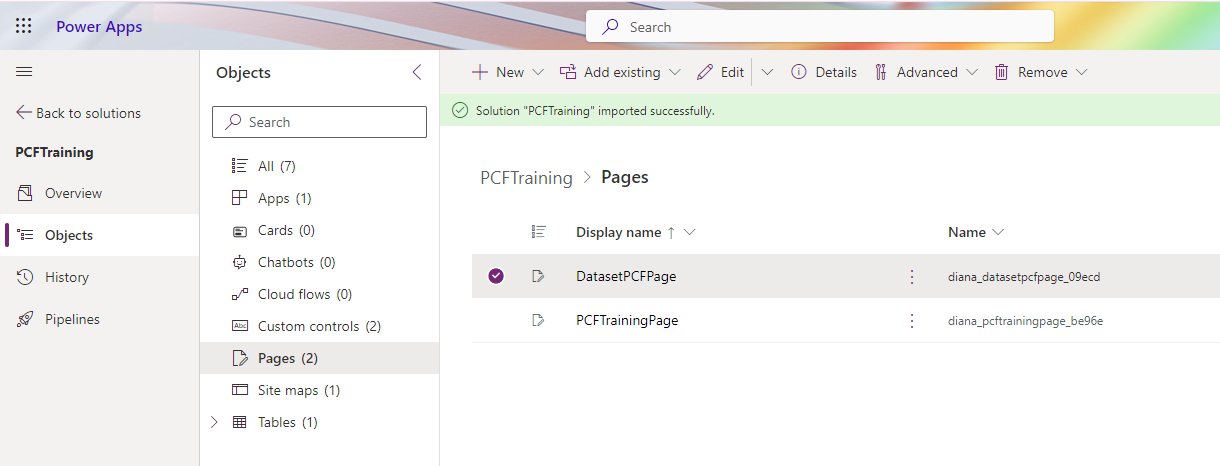 Power Apps
Search
Back to solutions
PCFTraining
Overview
Objects
History
Pipelines
Objects
Search
All (7)
Apps (1)
Cards (0)
Chatbots (0)
Cloud flows (0)
Abc Custom controls (2)
Pages (2)
Site maps (1)
Tables (1)
New Add existing Edit Details Advanced Remove
Solution "PCFTraining" imported successfully.
PCFTraining > Pages
Display name ↑ Name
DatasetPCFPage diana_datasetpcfpage_09ecd
PCFTrainingPage diana_pcftrainingpage_be96e